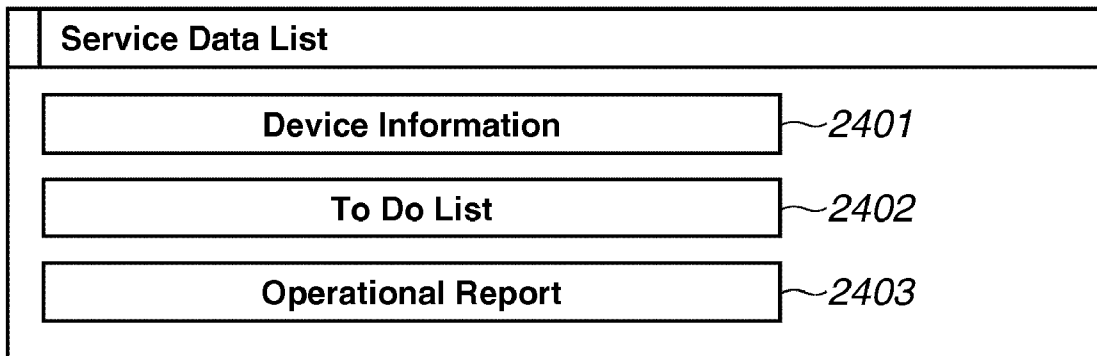 Service Data List
Device Information 2401
To Do List 2402
Operational Report 2403